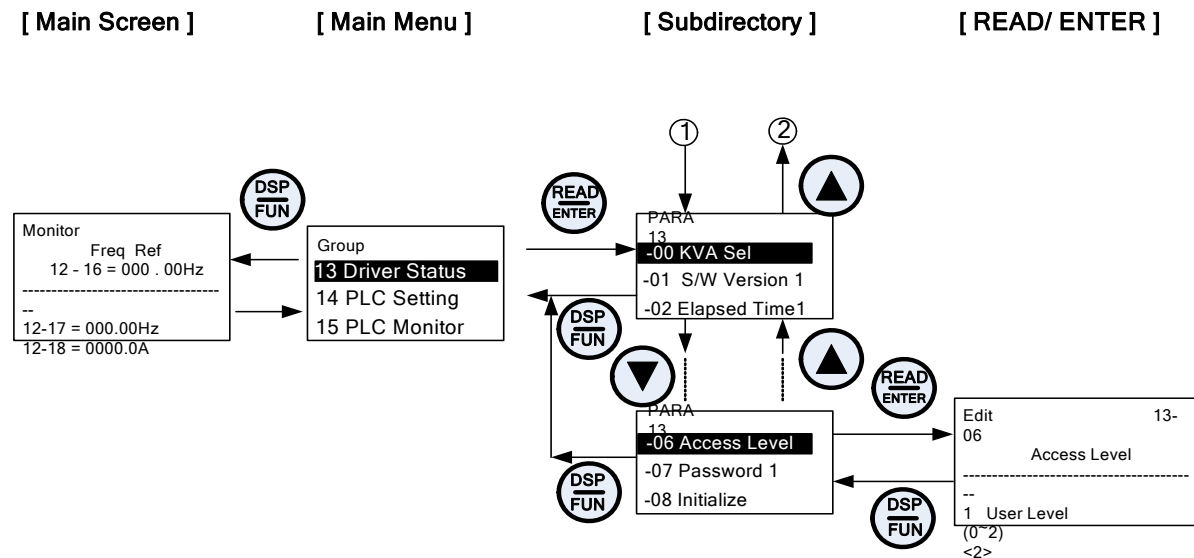 [ Main Screen ]
[ Main Menu ]
[ Subdirectory ]
[ READ/ ENTER ]
1
2
DSP
FUN
READ
ENTER
▲
Monitor
Freq Ref
12 - 16 = 000 . 00Hz
-----------------------------------
--
12-17 = 000.00Hz
12-18 = 0000.0A
Group
13 Driver Status
14 PLC Setting
15 PLC Monitor
PARA
13
-00 KVA Sel
-01 S/W Version 1
-02 Elapsed Time1
DSP
FUN
▼
▲
READ
ENTER
PARA
13
-06 Access Level
-07 Password 1
-08 Initialize
DSP
FUN
DSP
FUN
Edit 13-
06
Access Level
----------------------------------------
--
1 User Level
(0~2)
<2>